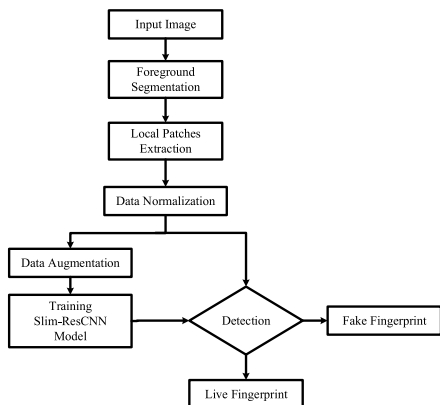 Input Image
Foreground
Segmentation
Local Patches
Extraction
Data Normalization
Data Augmentation
Training
Slim-ResCNN
Model
Detection
Fake Fingerprint
Live Fingerprint